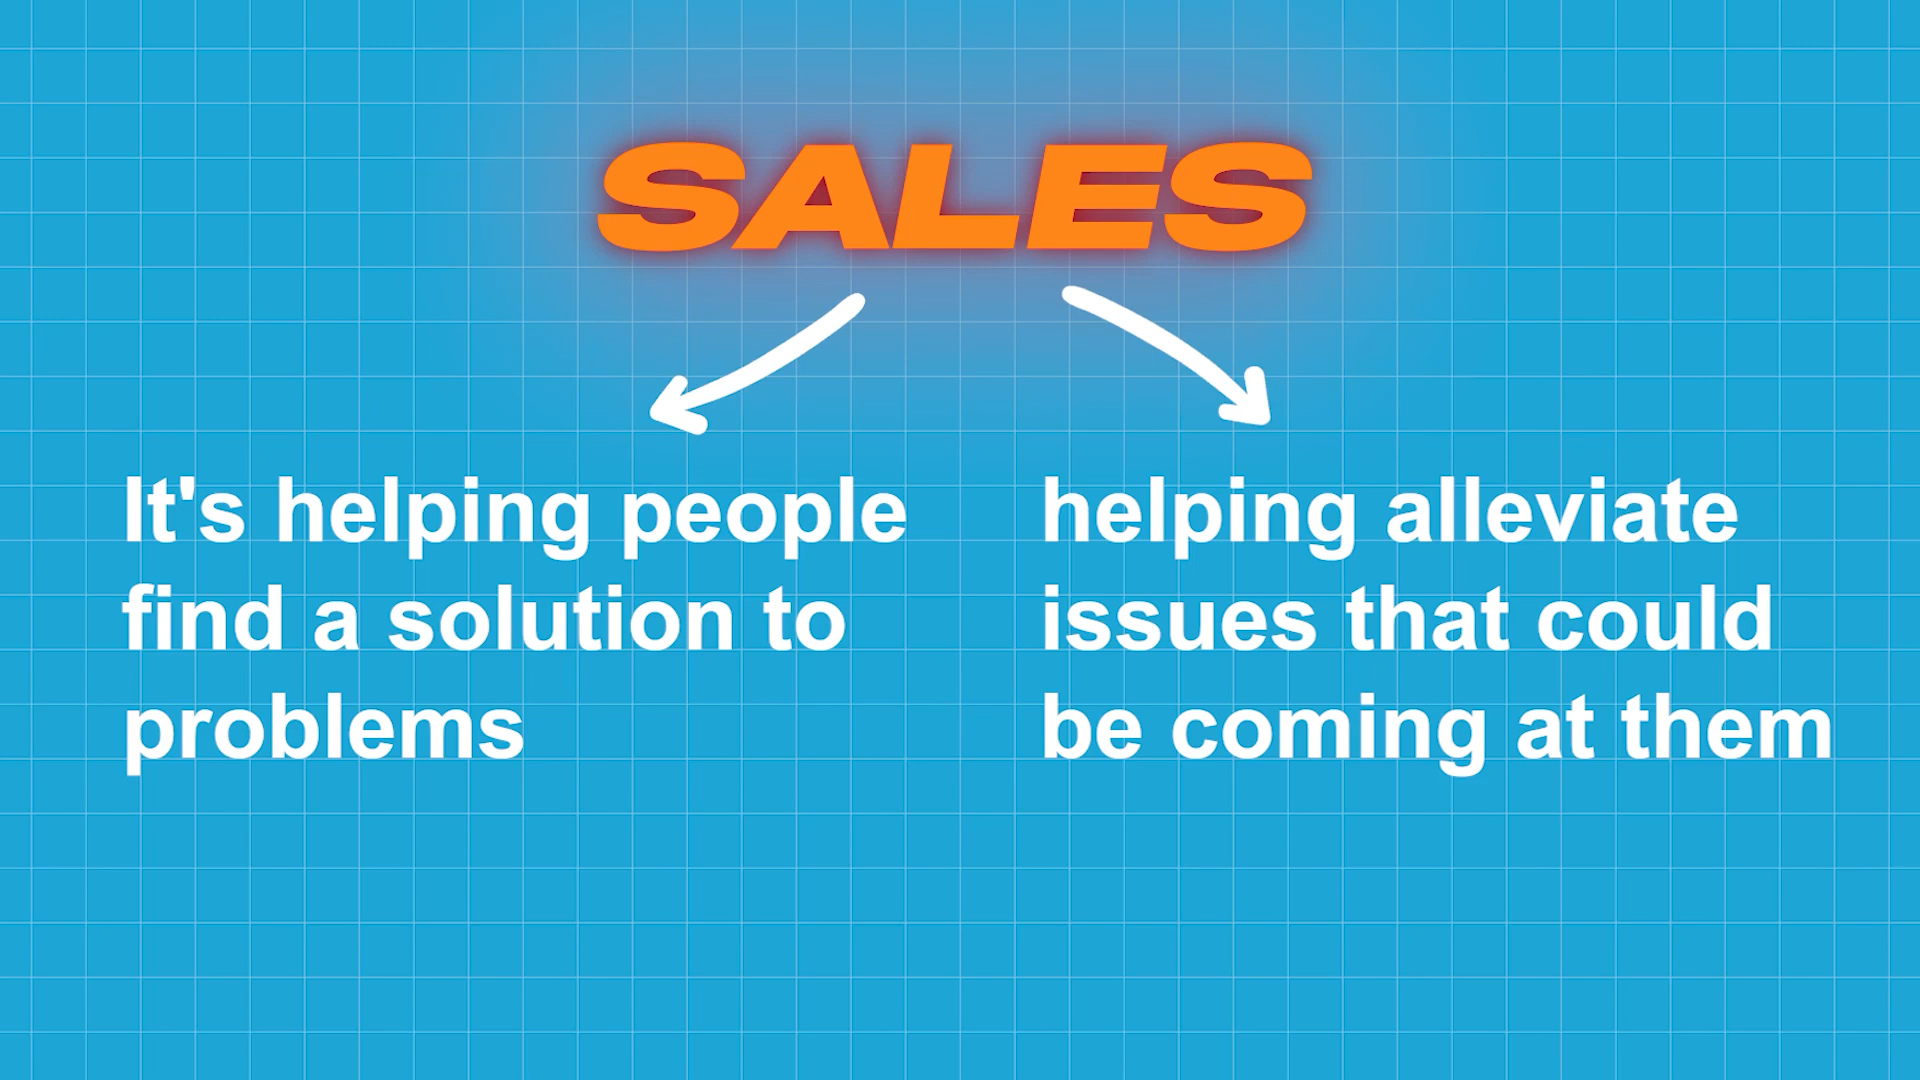 SALES
It's helping people
find a solution to
problems
helping alleviate
issues that could
be coming at them